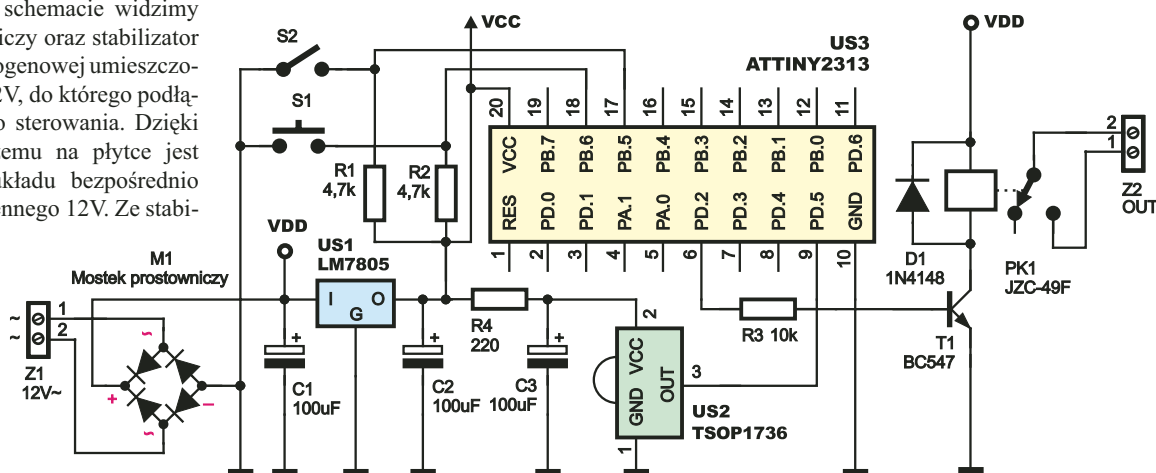 schemacie widzimy
iczy oraz stabilizator
ogenowej umieszczo-
2V, do którego podłą-
o sterowania. Dzięki
zemu na płytce jest
układu bezpośrednio
ennego 12V. Ze stabi-
S2
S1
VCC
R1
4,7k
R2
4,7k
US3
ATTINY2313
20 19 18 17 16 15 14 13 12 11
VCC PB.7 PB.6 PB.5 PB.4 PB.3 PB.2 PB.1 PB.0 PD.6
RES PD.0 PD.1 PA.1 PA.0 PD.2 PD.3 PD.4 PD.5 GND
1 2 3 4 5 6 7 8 9 10
VDD
2
1
Z2
OUT
D1
1N4148
PK1
JZC-49F
VDD
US1
LM7805
I O
G
M1
Mostek prostowniczy
~ 1
~ 2
Z1
12V~
~
+ −
~
+
C1
100uF
+
C2
100uF
R4
220
+
C3
100uF
R3 10k
T1
BC547
2
VCC
GND
OUT
3
1
US2
TSOP1736